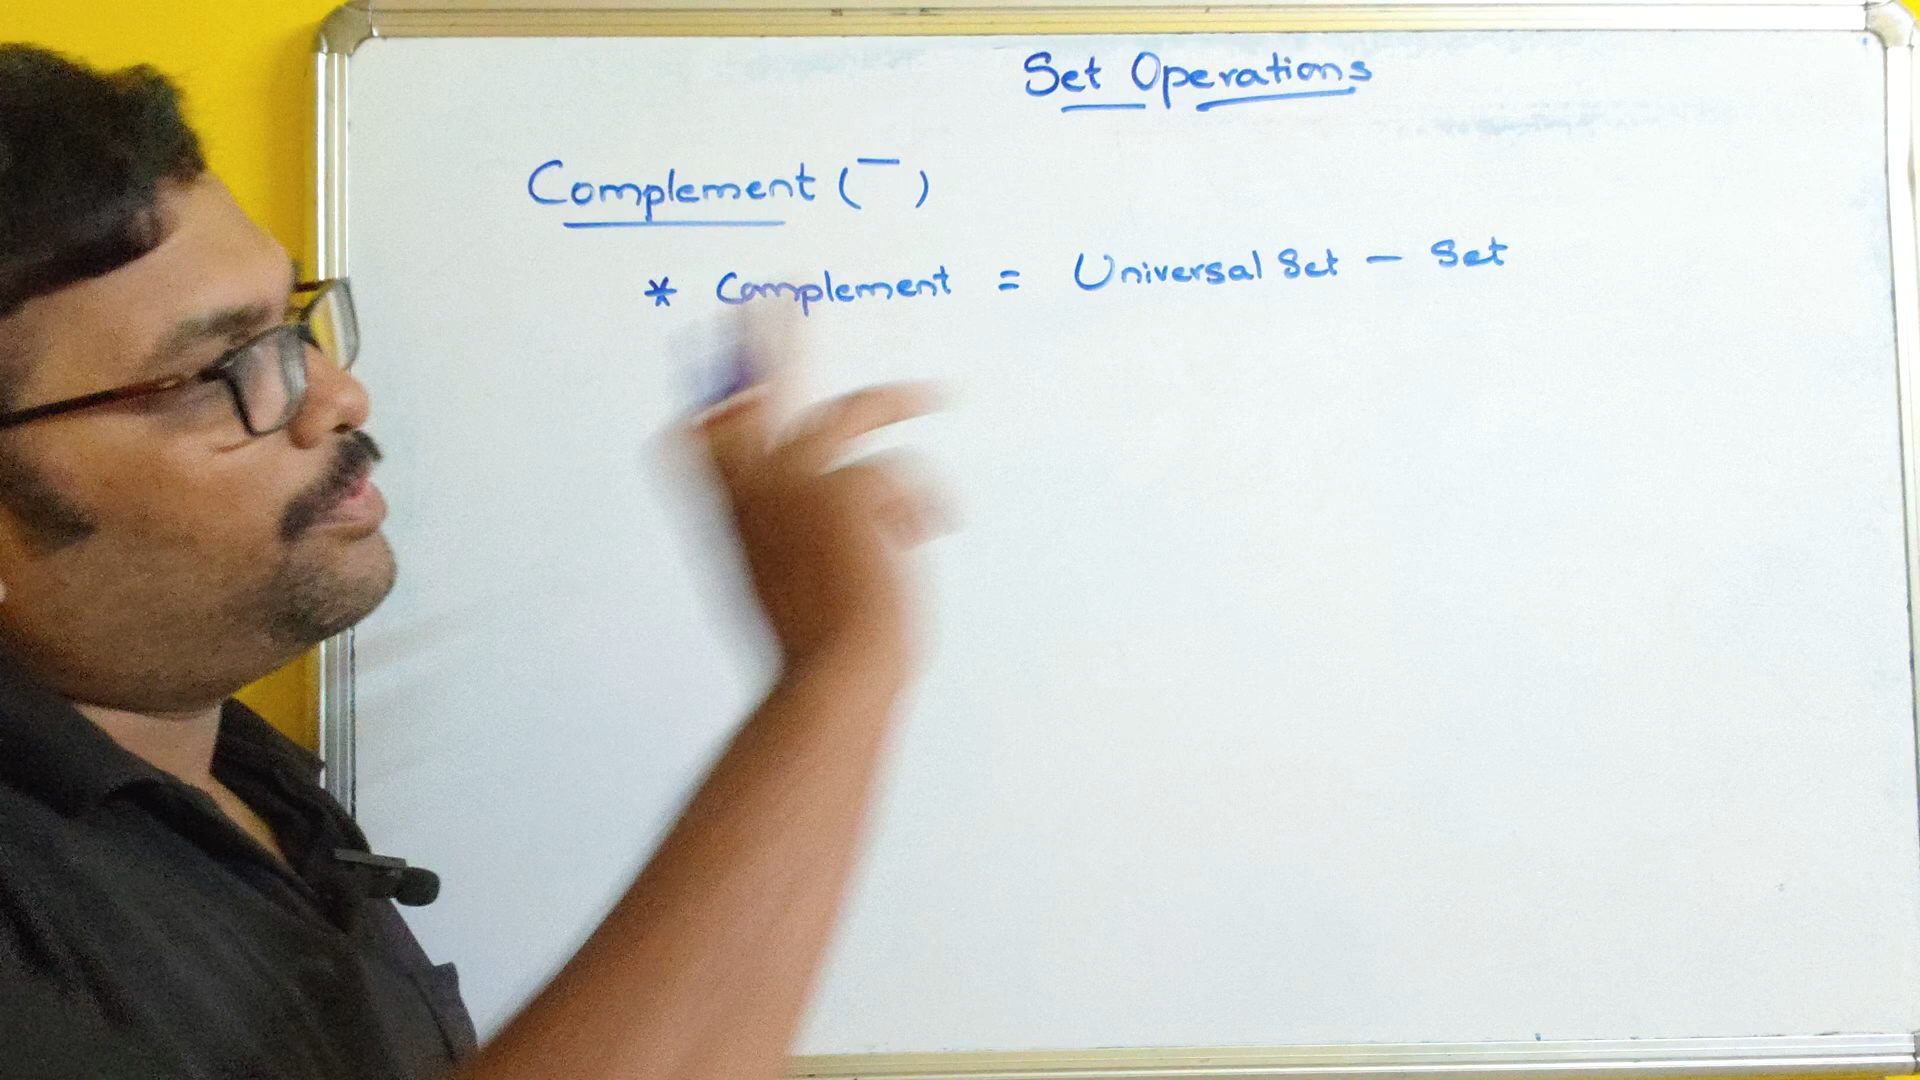 Set Operations
Complement (¯)
* Complement = Universal Set - Set